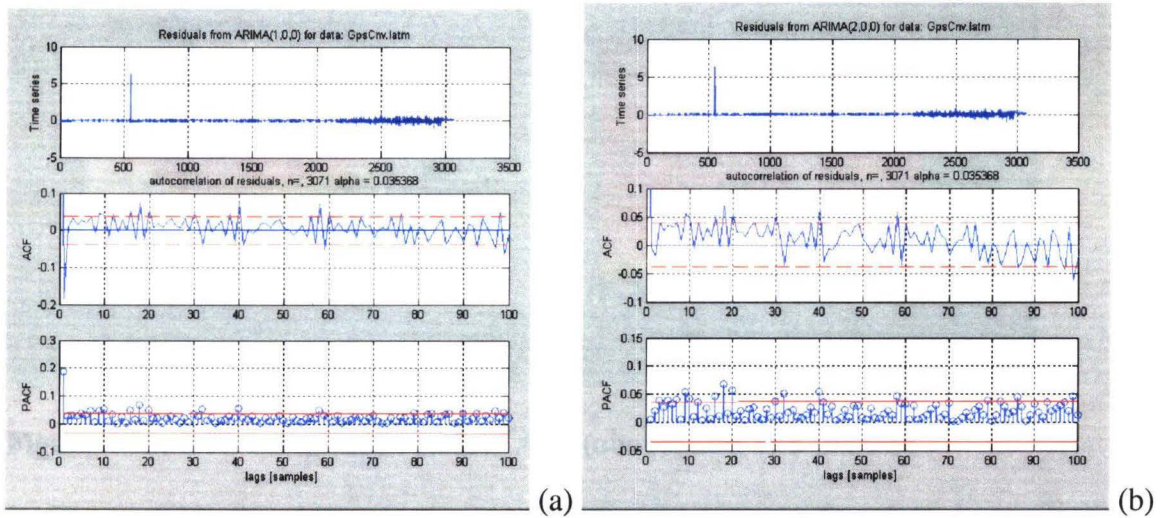 Residuals from ARIMA(1,0,0) for data: GpsCnv.latm
10
5
0
-5
Time series
0 500 1000 1500 2000 2500 3000 3500
autocorrelation of residuals, n=, 3071 alpha = 0.035368
0.1
0
-0.1
-0.2
ACF
0 10 20 30 40 50 60 70 80 90 100
0.3
0.2
0.1
0
-0.1
PACF
0 10 20 30 40 50 60 70 80 90 100
lags [samples]
(a)
Residuals from ARIMA(2,0,0) for data: GpsCnv.latm
10
5
0
-5
Time series
0 500 1000 1500 2000 2500 3000 3500
autocorrelation of residuals, n=, 3071 alpha = 0.035368
0.1
0.05
0
-0.05
-0.1
ACF
0 10 20 30 40 50 60 70 80 90 100
0.15
0.1
0.05
0
-0.05
PACF
0 10 20 30 40 50 60 70 80 90 100
lags [samples]
(b)